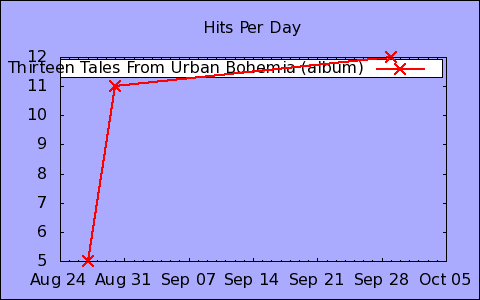 Hits Per Day
12
Thirteen Tales From Urban Bohemia (album)
11
10
9
8
7
6
5
Aug 24 Aug 31 Sep 07 Sep 14 Sep 21 Sep 28 Oct 05